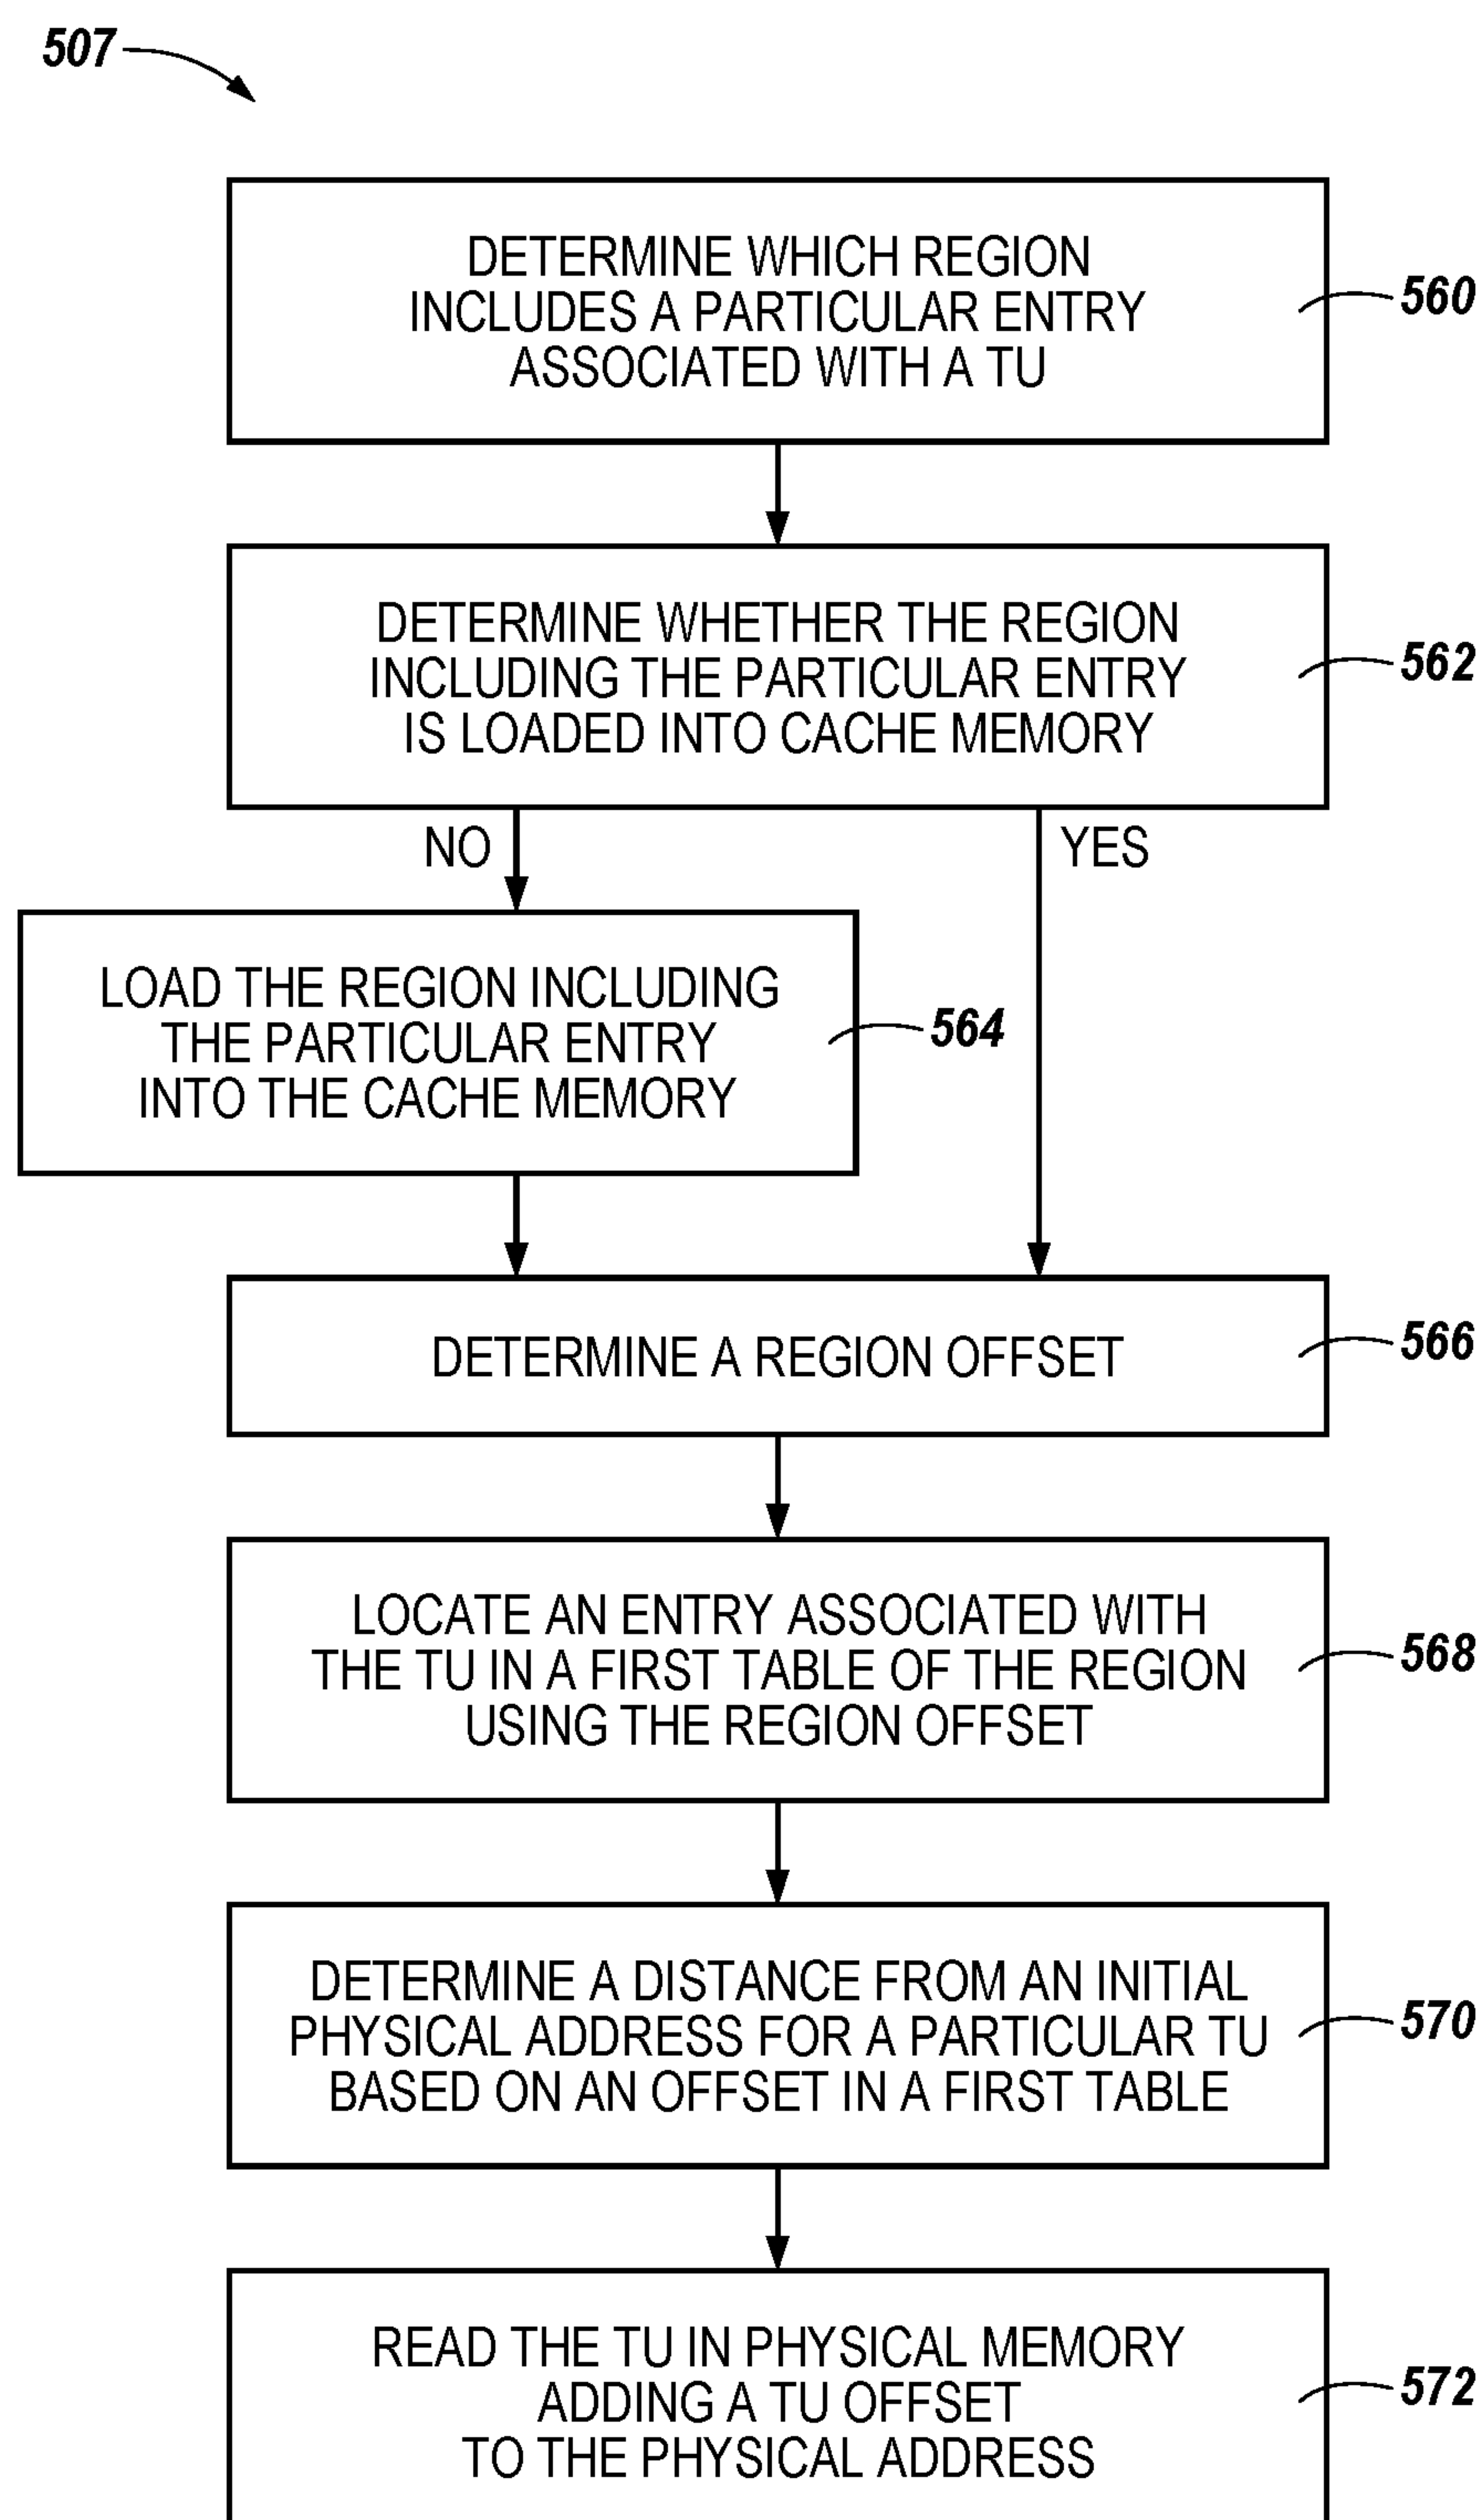 507
DETERMINE WHICH REGION
INCLUDES A PARTICULAR ENTRY
ASSOCIATED WITH A TU
560
DETERMINE WHETHER THE REGION
INCLUDING THE PARTICULAR ENTRY
IS LOADED INTO CACHE MEMORY
562
NO
YES
LOAD THE REGION INCLUDING
THE PARTICULAR ENTRY
INTO THE CACHE MEMORY
564
DETERMINE A REGION OFFSET
566
LOCATE AN ENTRY ASSOCIATED WITH
THE TU IN A FIRST TABLE OF THE REGION
USING THE REGION OFFSET
568
DETERMINE A DISTANCE FROM AN INITIAL
PHYSICAL ADDRESS FOR A PARTICULAR TU
BASED ON AN OFFSET IN A FIRST TABLE
570
READ THE TU IN PHYSICAL MEMORY
ADDING A TU OFFSET
TO THE PHYSICAL ADDRESS
572